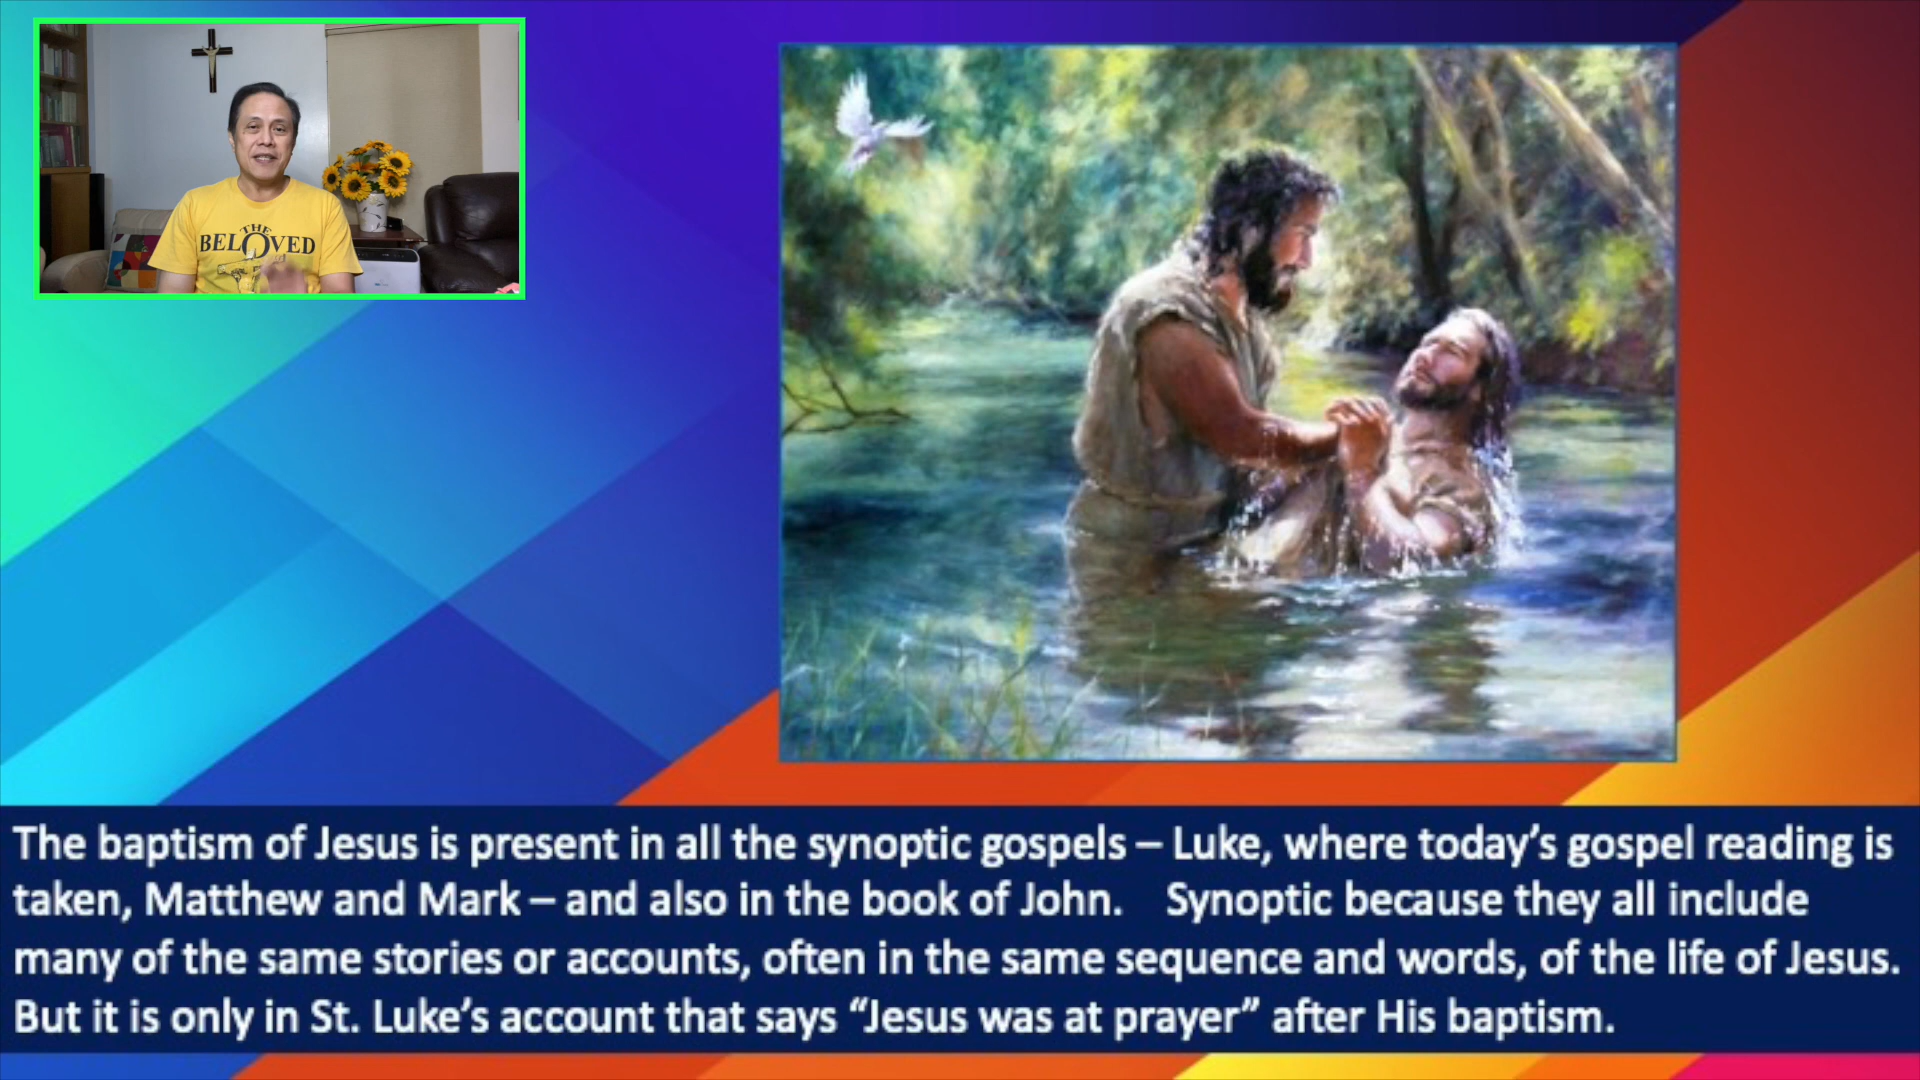 THE
BELOVED
The baptism of Jesus is present in all the synoptic gospels – Luke, where today’s gospel reading is
taken, Matthew and Mark – and also in the book of John. Synoptic because they all include
many of the same stories or accounts, often in the same sequence and words, of the life of Jesus.
But it is only in St. Luke’s account that says “Jesus was at prayer” after His baptism.